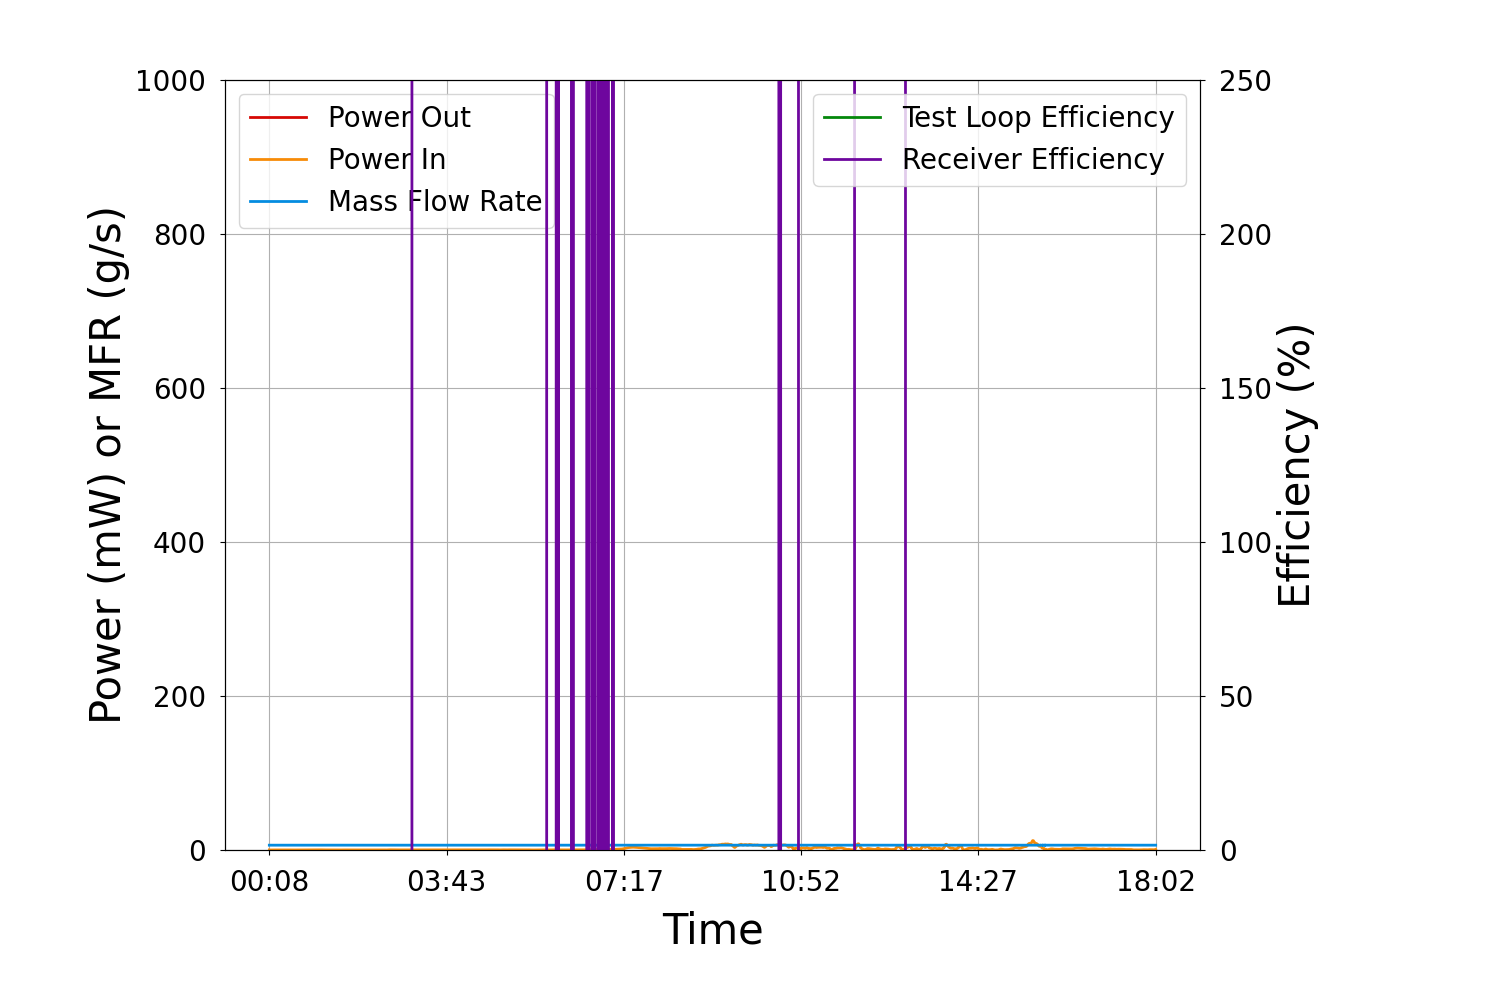 Power Out
Power In
Mass Flow Rate
Test Loop Efficiency
Receiver Efficiency
1000
800
600
400
200
0
Power (mW) or MFR (g/s)
250
200
150
100
50
0
Efficiency (%)
00:08 03:43 07:17 10:52 14:27 18:02
Time